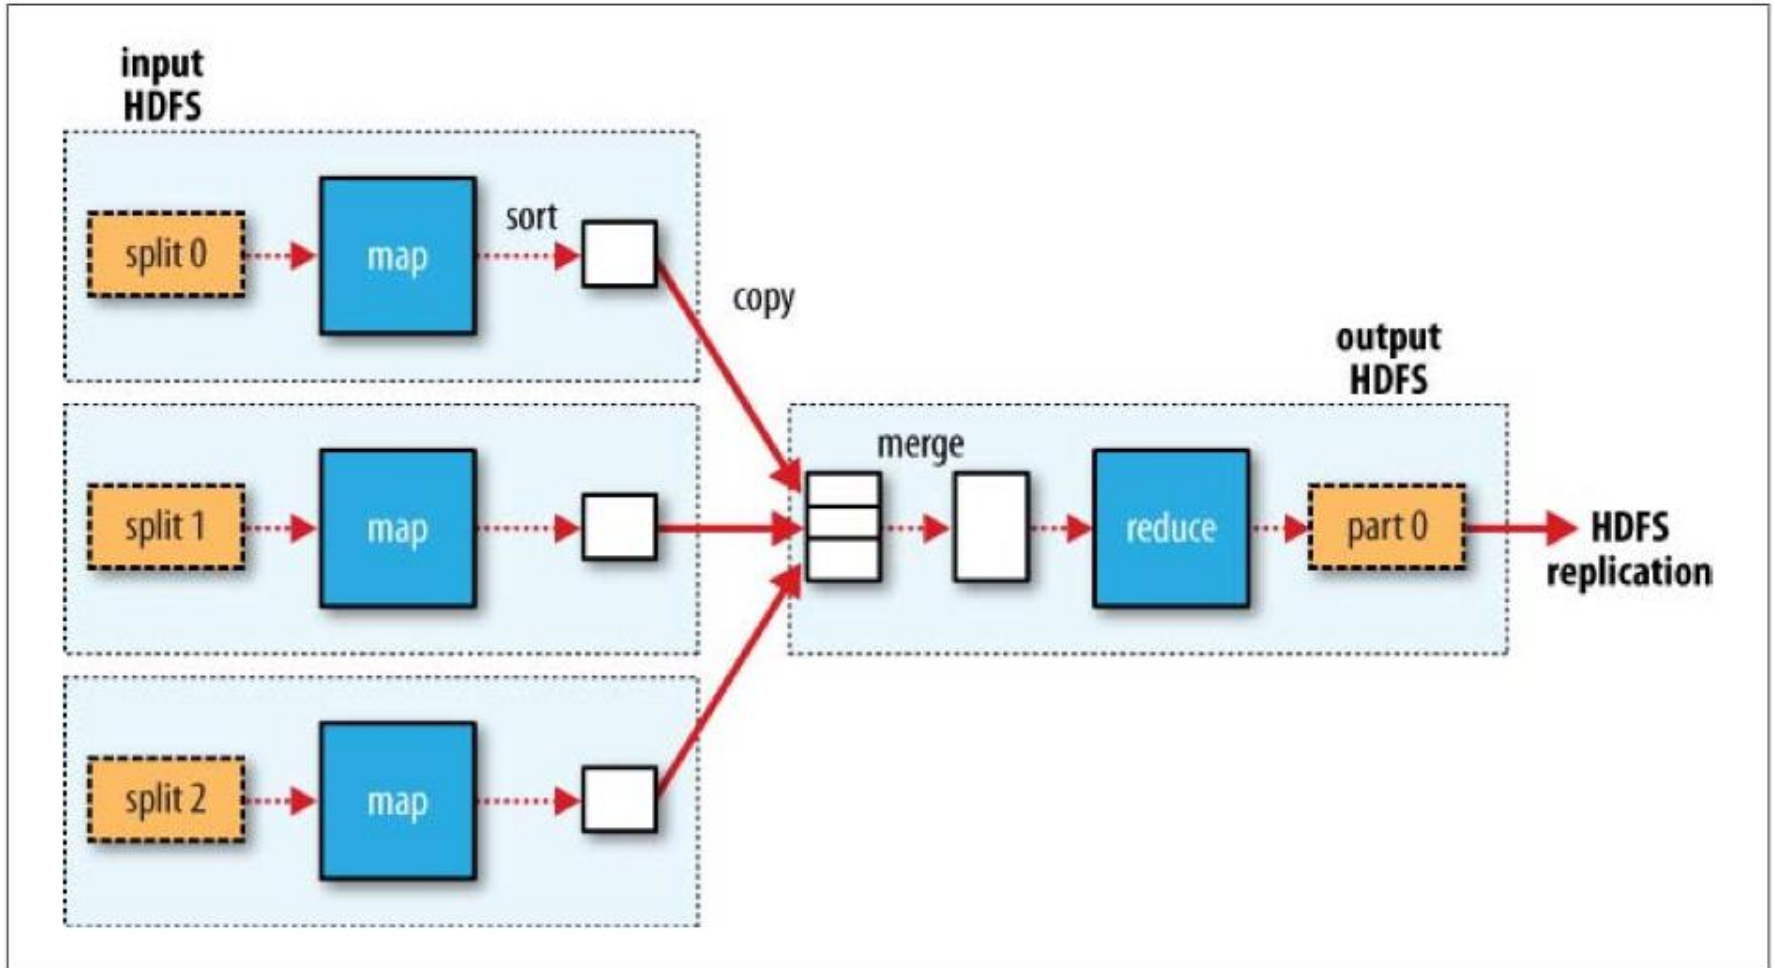 input
HDFS
split 0
map
sort
copy
split 1
map
split 2
map
merge
reduce
output
HDFS
part 0
HDFS
replication